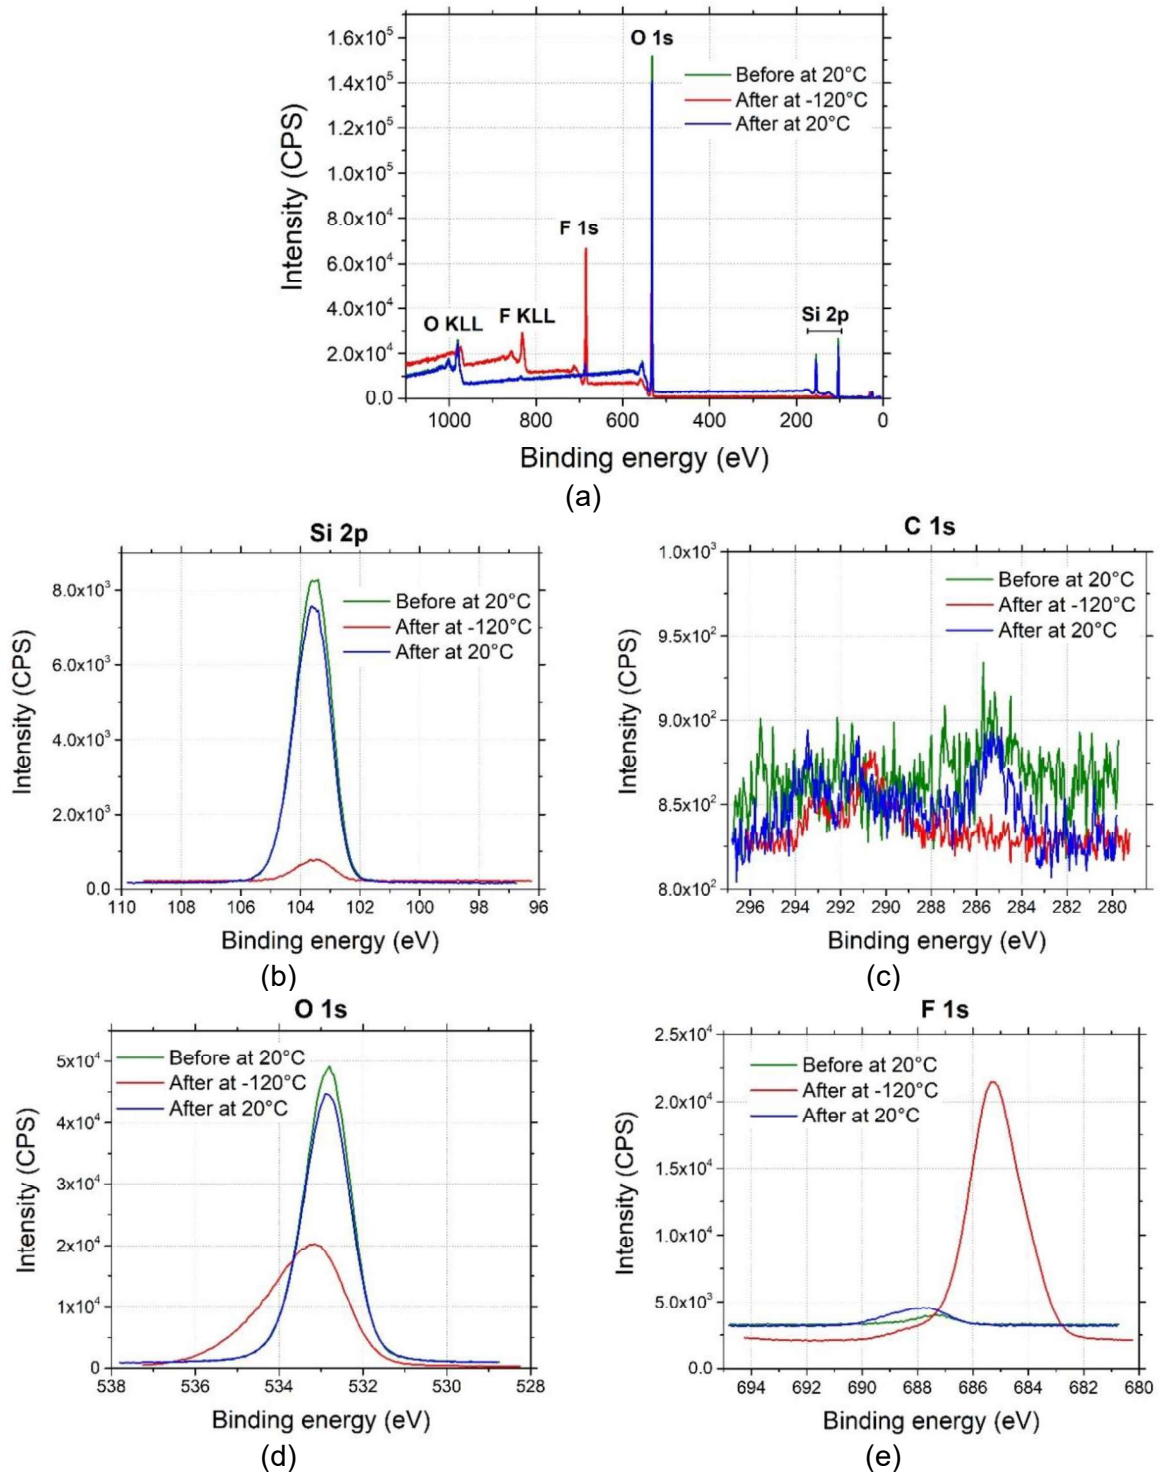 O 1s
1.6x10⁵
1.4x10⁵
1.2x10⁵
1.0x10⁵
8.0x10⁴
6.0x10⁴
4.0x10⁴
2.0x10⁴
0.0
Intensity (CPS)
Before at 20°C
After at -120°C
After at 20°C
F 1s
O KLL
F KLL
Si 2p
1000 800 600 400 200 0
Binding energy (eV)
(a)
Si 2p
8.0x10³
6.0x10³
4.0x10³
2.0x10³
0.0
Intensity (CPS)
Before at 20°C
After at -120°C
After at 20°C
110 108 106 104 102 100 98 96
Binding energy (eV)
(b)
C 1s
1.0x10³
9.5x10²
9.0x10²
8.5x10²
8.0x10²
Intensity (CPS)
Before at 20°C
After at -120°C
After at 20°C
296 294 292 290 288 286 284 282 280
Binding energy (eV)
(c)
O 1s
5x10⁴
4x10⁴
3x10⁴
2x10⁴
1x10⁴
0
Intensity (CPS)
Before at 20°C
After at -120°C
After at 20°C
538 536 534 532 530 528
Binding energy (eV)
(d)
F 1s
2.5x10⁴
2.0x10⁴
1.5x10⁴
1.0x10⁴
5.0x10³
0.0
Intensity (CPS)
Before at 20°C
After at -120°C
After at 20°C
694 692 690 688 686 684 682 680
Binding energy (eV)
(e)